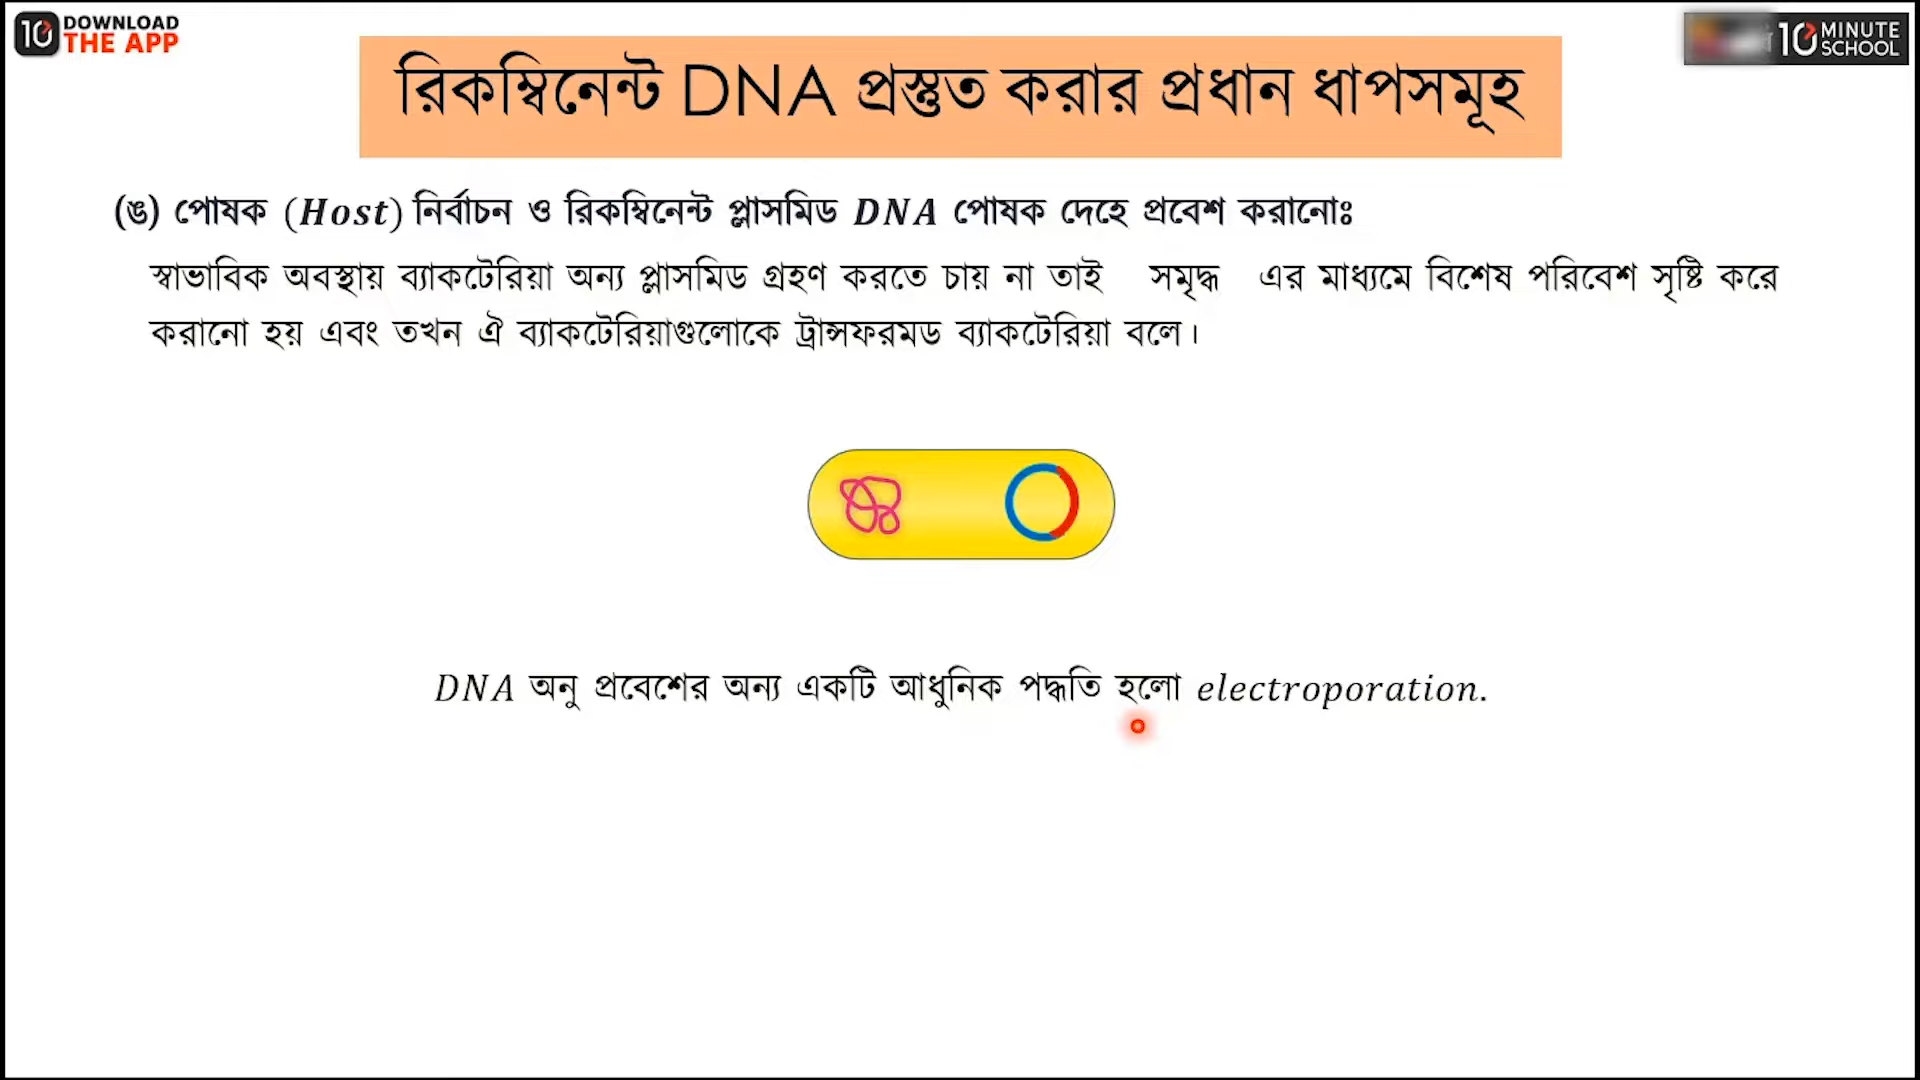 10 DOWNLOAD
THE APP
10 MINUTE
SCHOOL
রিকম্বিনেন্ট DNA প্রস্তুত করার প্রধান ধাপসমূহ
(ঙ) পোষক (Host) নির্বাচন ও রিকম্বিনেন্ট প্লাসমিড DNA পোষক দেহে প্রবেশ করানোঃ
স্বাভাবিক অবস্থায় ব্যাকটেরিয়া অন্য প্লাসমিড গ্রহণ করতে চায় না তাই সমৃদ্ধ এর মাধ্যমে বিশেষ পরিবেশ সৃষ্টি করে
করানো হয় এবং তখন ঐ ব্যাকটেরিয়াগুলোকে ট্রান্সফরমড ব্যাকটেরিয়া বলে।
DNA অনু প্রবেশের অন্য একটি আধুনিক পদ্ধতি হলো electroporation.